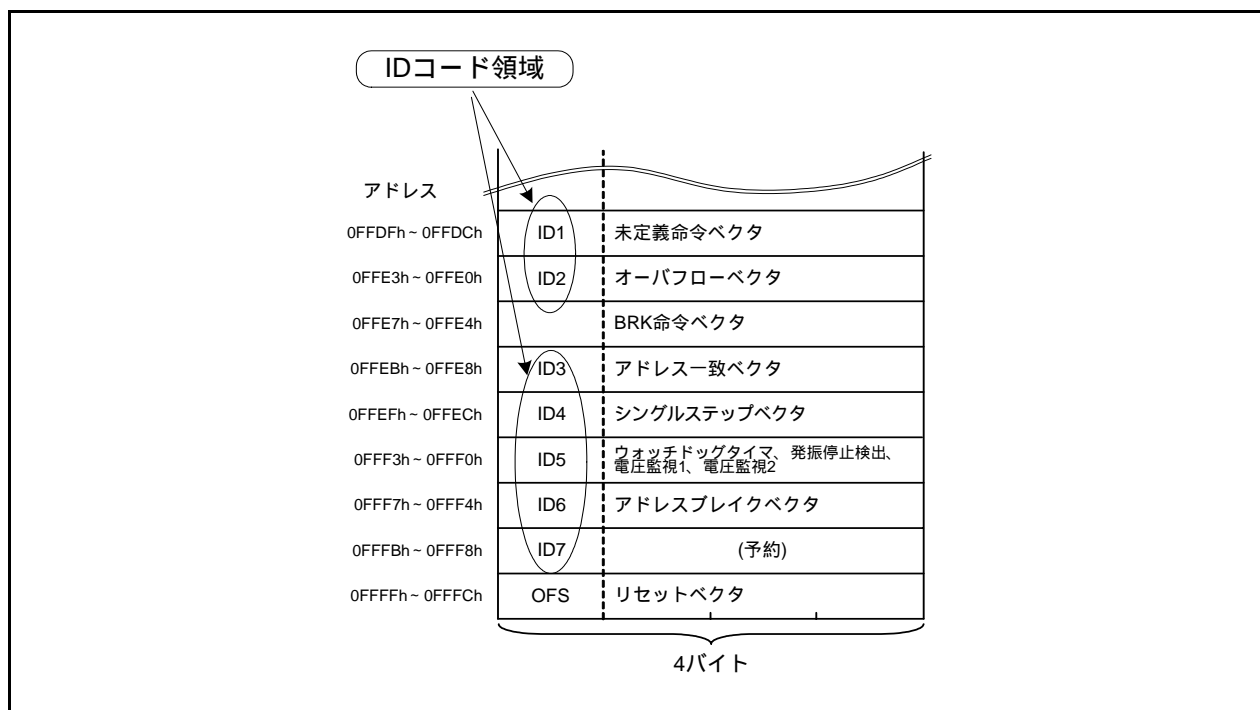 IDコード領域
アドレス
0FFDFh ~ 0FFDCh ID1 未定義命令ベクタ
0FFE3h ~ 0FFE0h ID2 オーバフローベクタ
0FFE7h ~ 0FFE4h BRK命令ベクタ
0FFEBh ~ 0FFE8h ID3 アドレス一致ベクタ
0FFEFh ~ 0FFECh ID4 シングルステップベクタ
0FFF3h ~ 0FFF0h ID5 ウォッチドッグタイマ、発振停止検出、
電圧監視1、電圧監視2
0FFF7h ~ 0FFF4h ID6 アドレスブレイクベクタ
0FFFBh ~ 0FFF8h ID7 (予約)
0FFFFh ~ 0FFFCh OFS リセットベクタ
4バイト